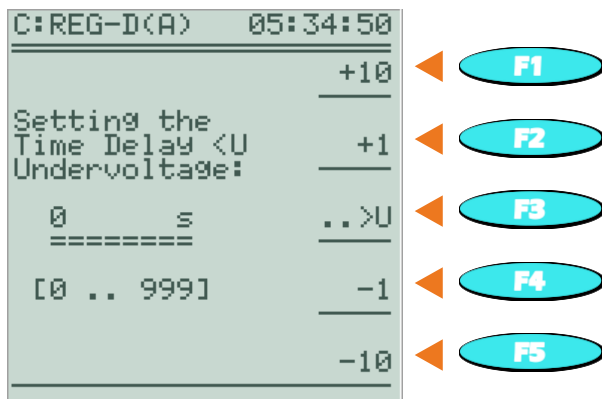 C:REG-D(A) 05:34:50
+10 F1
Setting the
Time Delay <U +1 F2
Undervoltage:
0 s ..>U F3
========
[0 .. 999] -1 F4
-10 F5